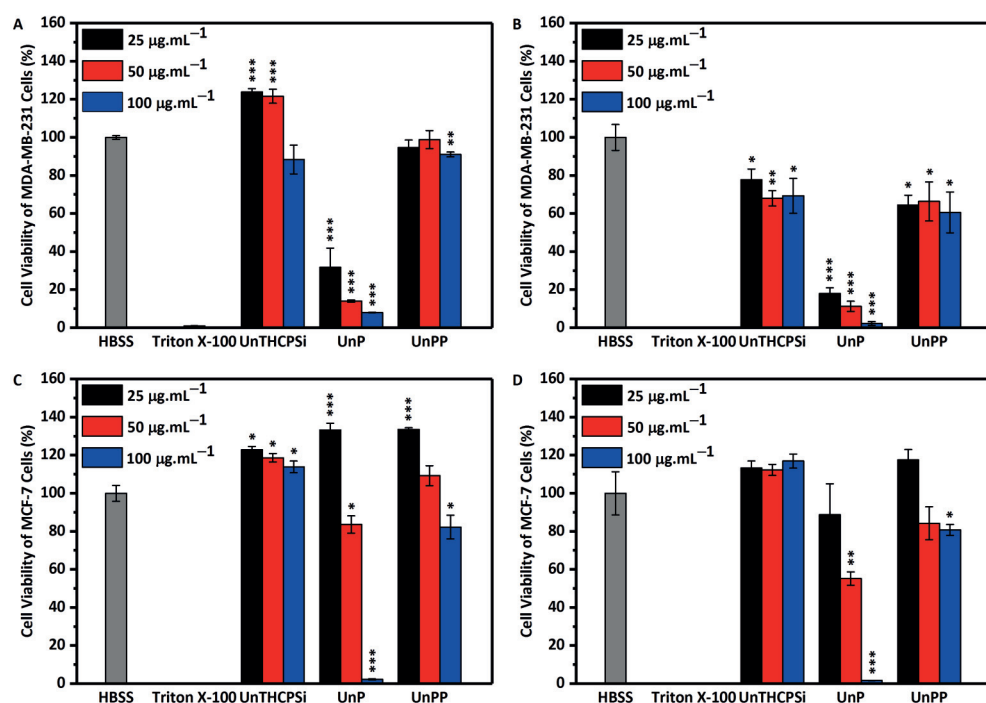 A
Cell Viability of MDA-MB-231 Cells (%)
160
140
120
100
80
60
40
20
0
25 µg.mL−1
50 µg.mL−1
100 µg.mL−1
***
***
***
***
***
**
HBSS
Triton X-100
UnTHCPSi
UnP
UnPP
B
Cell Viability of MDA-MB-231 Cells (%)
160
140
120
100
80
60
40
20
0
25 µg.mL−1
50 µg.mL−1
100 µg.mL−1
*
**
*
***
***
***
*
*
*
HBSS
Triton X-100
UnTHCPSi
UnP
UnPP
C
Cell Viability of MCF-7 Cells (%)
160
140
120
100
80
60
40
20
0
25 µg.mL−1
50 µg.mL−1
100 µg.mL−1
*
*
*
***
*
***
***
*
HBSS
Triton X-100
UnTHCPSi
UnP
UnPP
D
Cell Viability of MCF-7 Cells (%)
160
140
120
100
80
60
40
20
0
25 µg.mL−1
50 µg.mL−1
100 µg.mL−1
**
***
*
HBSS
Triton X-100
UnTHCPSi
UnP
UnPP